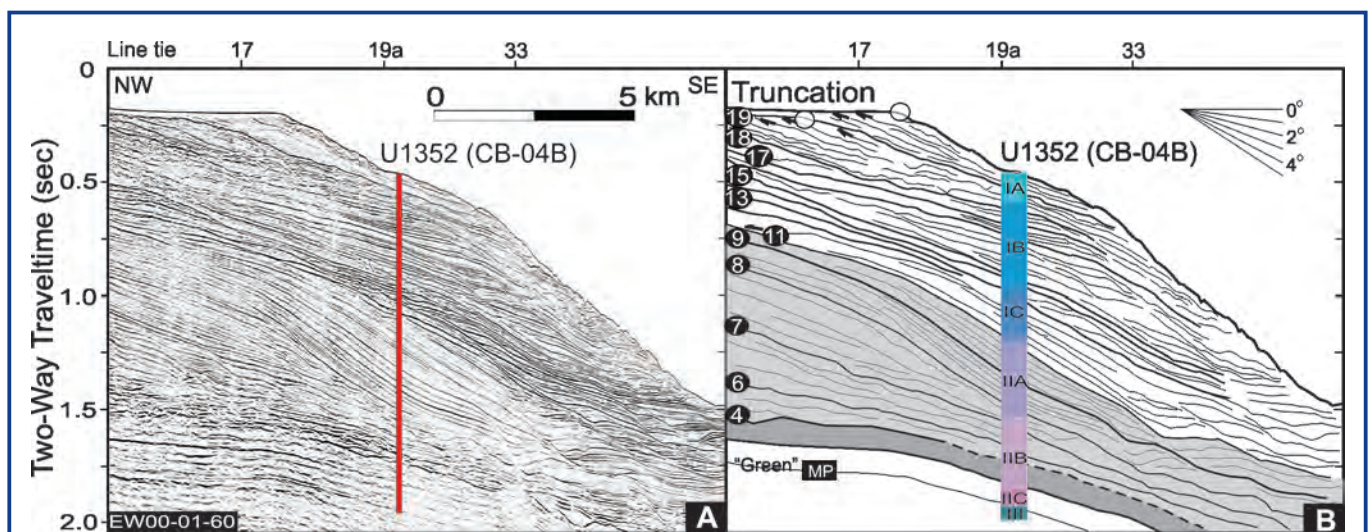 Line tie 17 19a 33 17 19a 33
0
NW SE
0 5 km
Truncation
0°
2°
4°
19
18
U1352 (CB-04B) U1352 (CB-04B)
17
0.5
15
IA
13
11
9
IB
8
1.0
IC
7
IIA
6
1.5
4
IIB
"Green" MP
IIC
III
2.0
EW00-01-60 A B
Two-Way Traveltime (sec)